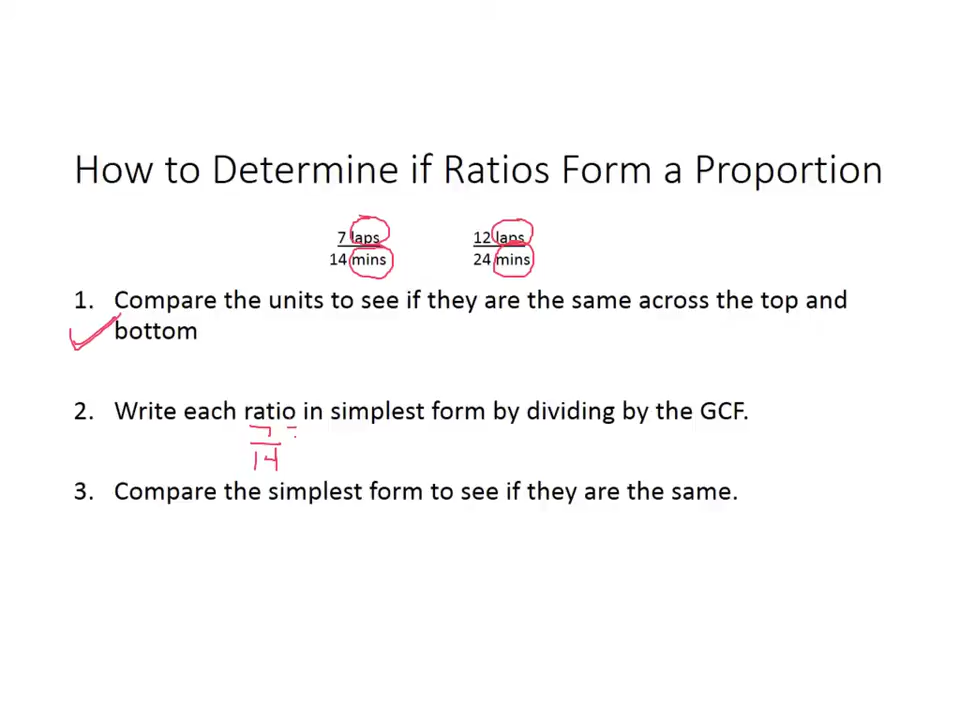 How to Determine if Ratios Form a Proportion
7 laps 12 laps
14 mins 24 mins
1. Compare the units to see if they are the same across the top and
bottom
2. Write each ratio in simplest form by dividing by the GCF.
7 ÷
14
3. Compare the simplest form to see if they are the same.